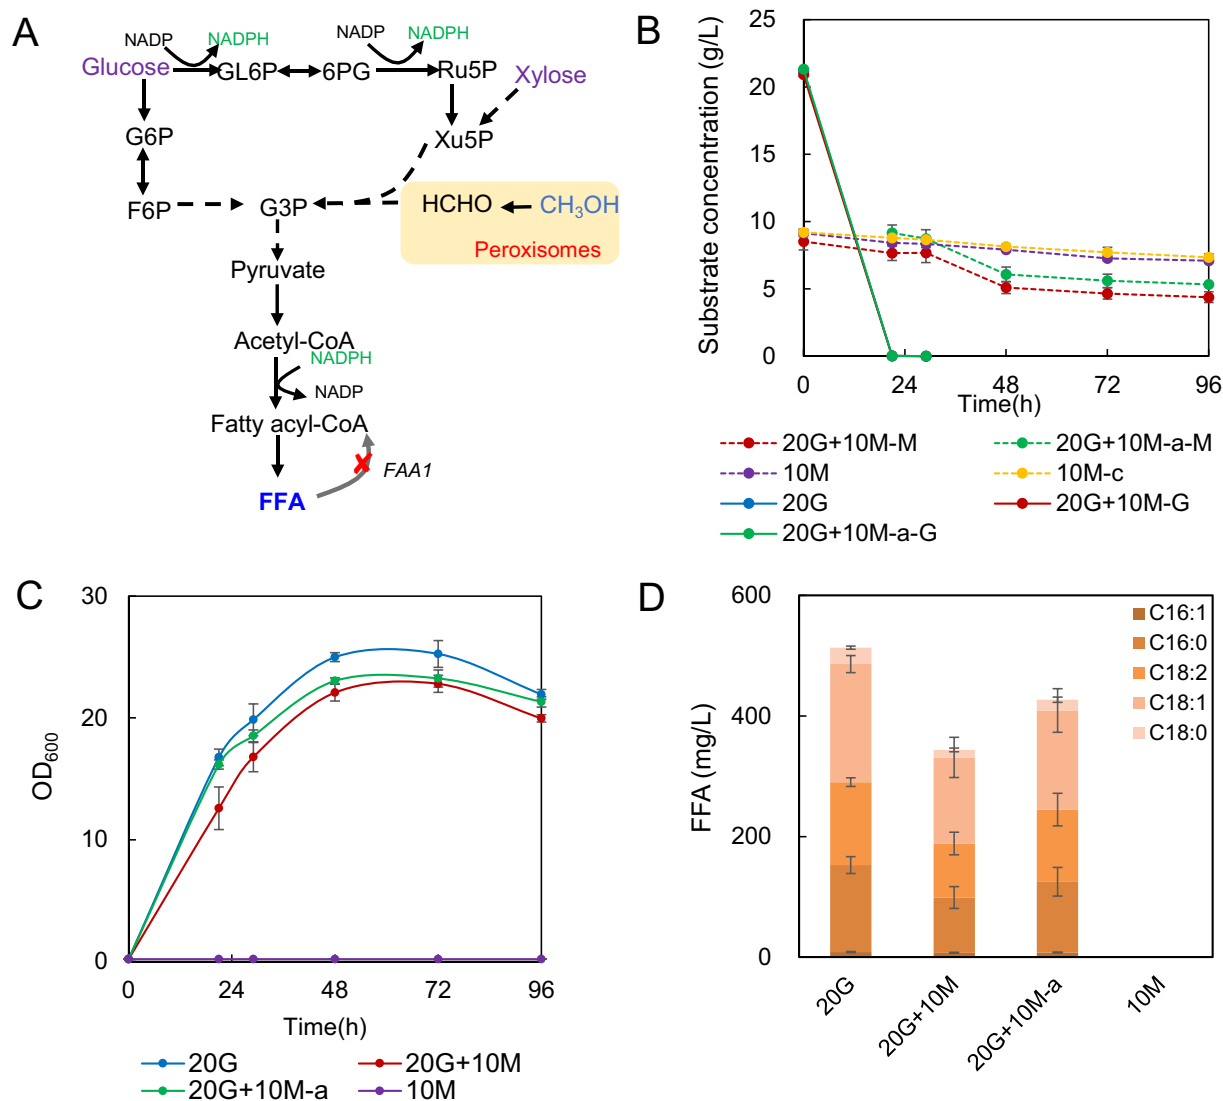 A
NADP
NADPH
NADP
NADPH
Glucose
GL6P
6PG
Ru5P
Xylose
G6P
Xu5P
F6P
G3P
HCHO
CH₃OH
Peroxisomes
Pyruvate
Acetyl-CoA
NADPH
NADP
Fatty acyl-CoA
FAA1
FFA
B
Substrate concentration (g/L)
25
20
15
10
5
0
0
24
48
72
96
Time(h)
20G+10M-M
20G+10M-a-M
10M
10M-c
20G
20G+10M-G
20G+10M-a-G
C
OD₆₀₀
30
20
10
0
0
24
48
72
96
Time(h)
20G
20G+10M
20G+10M-a
10M
D
FFA (mg/L)
600
400
200
0
C16:1
C16:0
C18:2
C18:1
C18:0
20G
20G+10M
20G+10M-a
10M